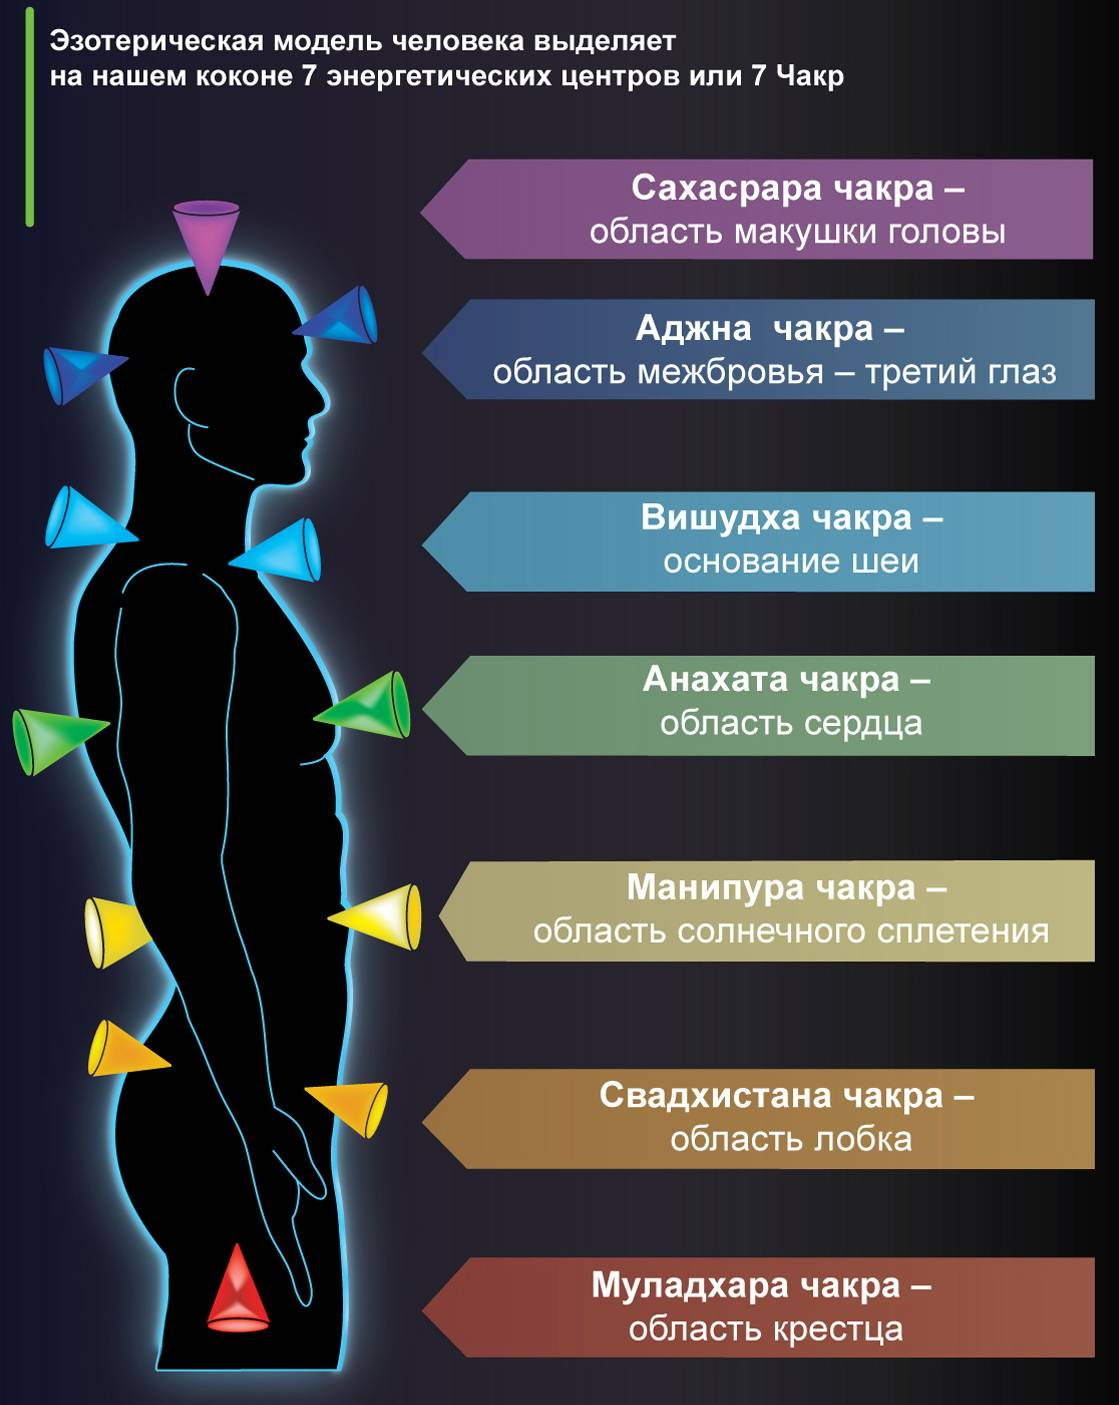 Эзотерическая модель человека выделяет
на нашем коконе 7 энергетических центров или 7 Чакр
Сахасрара чакра –
область макушки головы
Аджна чакра –
область межбровья – третий глаз
Вишудха чакра –
основание шеи
Анахата чакра –
область сердца
Манипура чакра –
область солнечного сплетения
Свадхистана чакра –
область лобка
Муладхара чакра –
область крестца